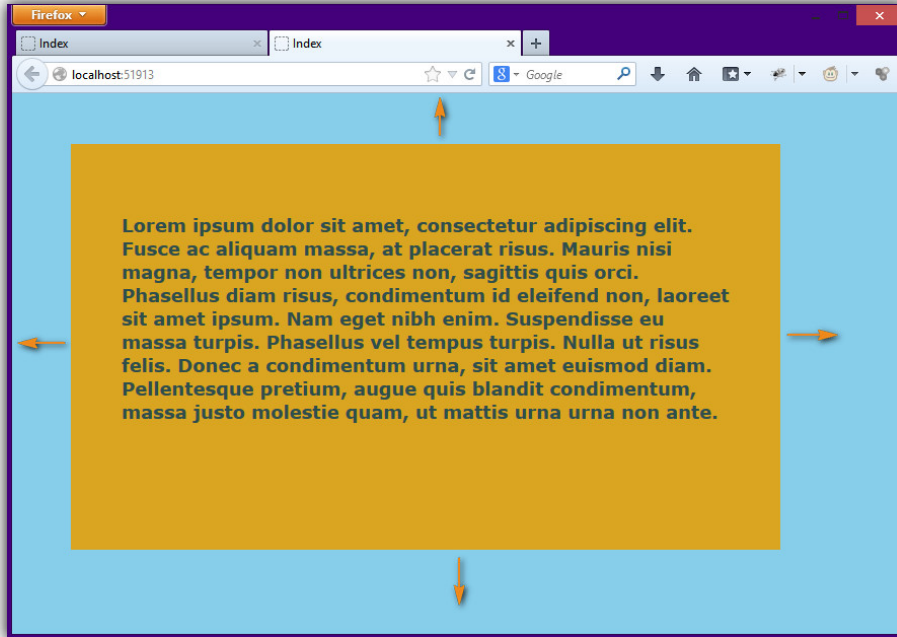 Firefox
Index
Index
localhost:51913
Google
Lorem ipsum dolor sit amet, consectetur adipiscing elit.
Fusce ac aliquam massa, at placerat risus. Mauris nisi
magna, tempor non ultrices non, sagittis quis orci.
Phasellus diam risus, condimentum id eleifend non, laoreet
sit amet ipsum. Nam eget nibh enim. Suspendisse eu
massa turpis. Phasellus vel tempus turpis. Nulla ut risus
felis. Donec a condimentum urna, sit amet euismod diam.
Pellentesque pretium, augue quis blandit condimentum,
massa justo molestie quam, ut mattis urna urna non ante.